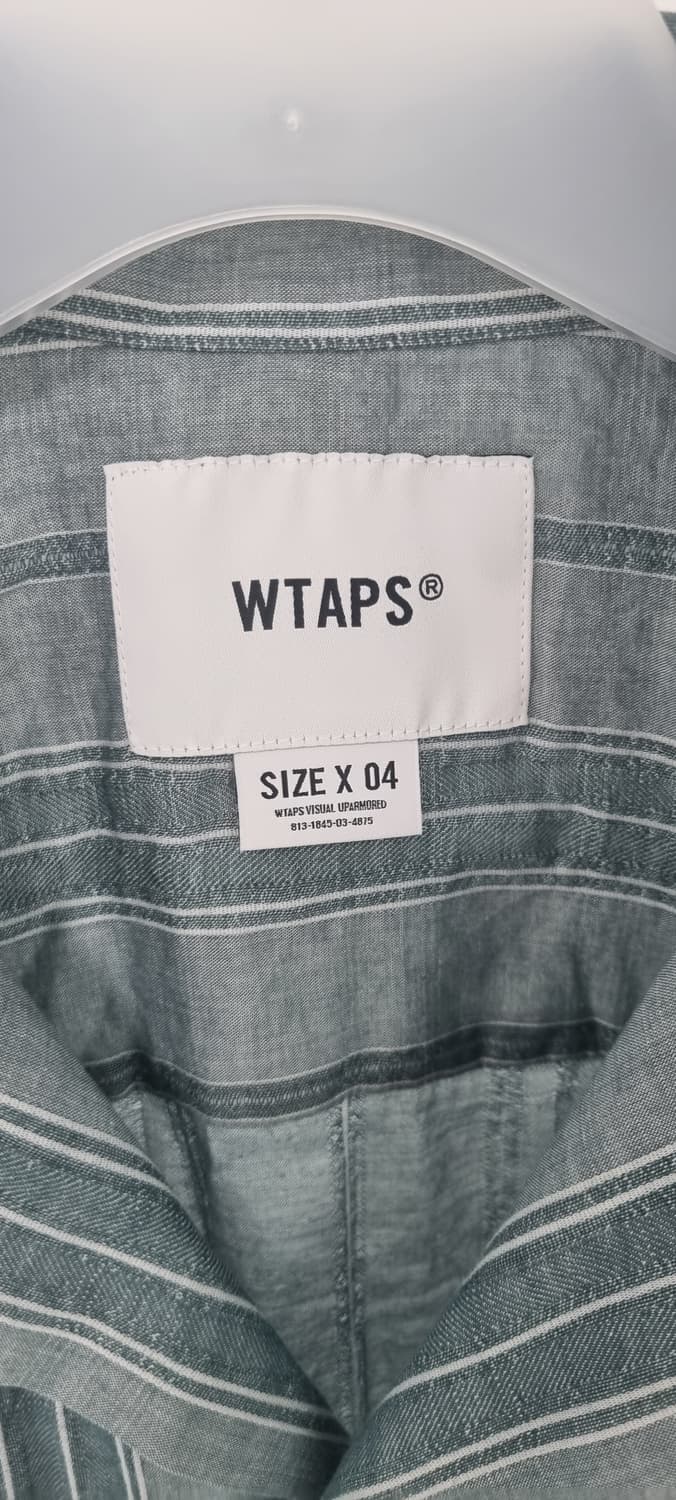 WTAPS®
SIZE X 04
WTAPS VISUAL UPARMORED
813-1845-03-4875